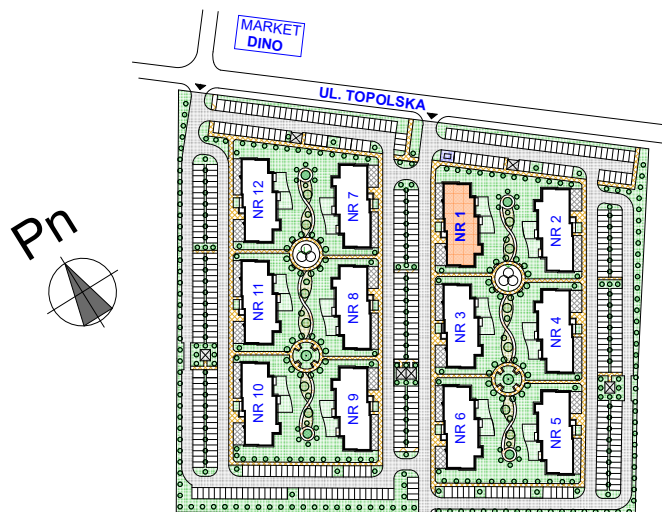 MARKET
DINO
UL. TOPOLSKA
Pn
NR 12
NR 7
NR 1
NR 2
NR 11
NR 8
NR 3
NR 4
NR 10
NR 9
NR 6
NR 5